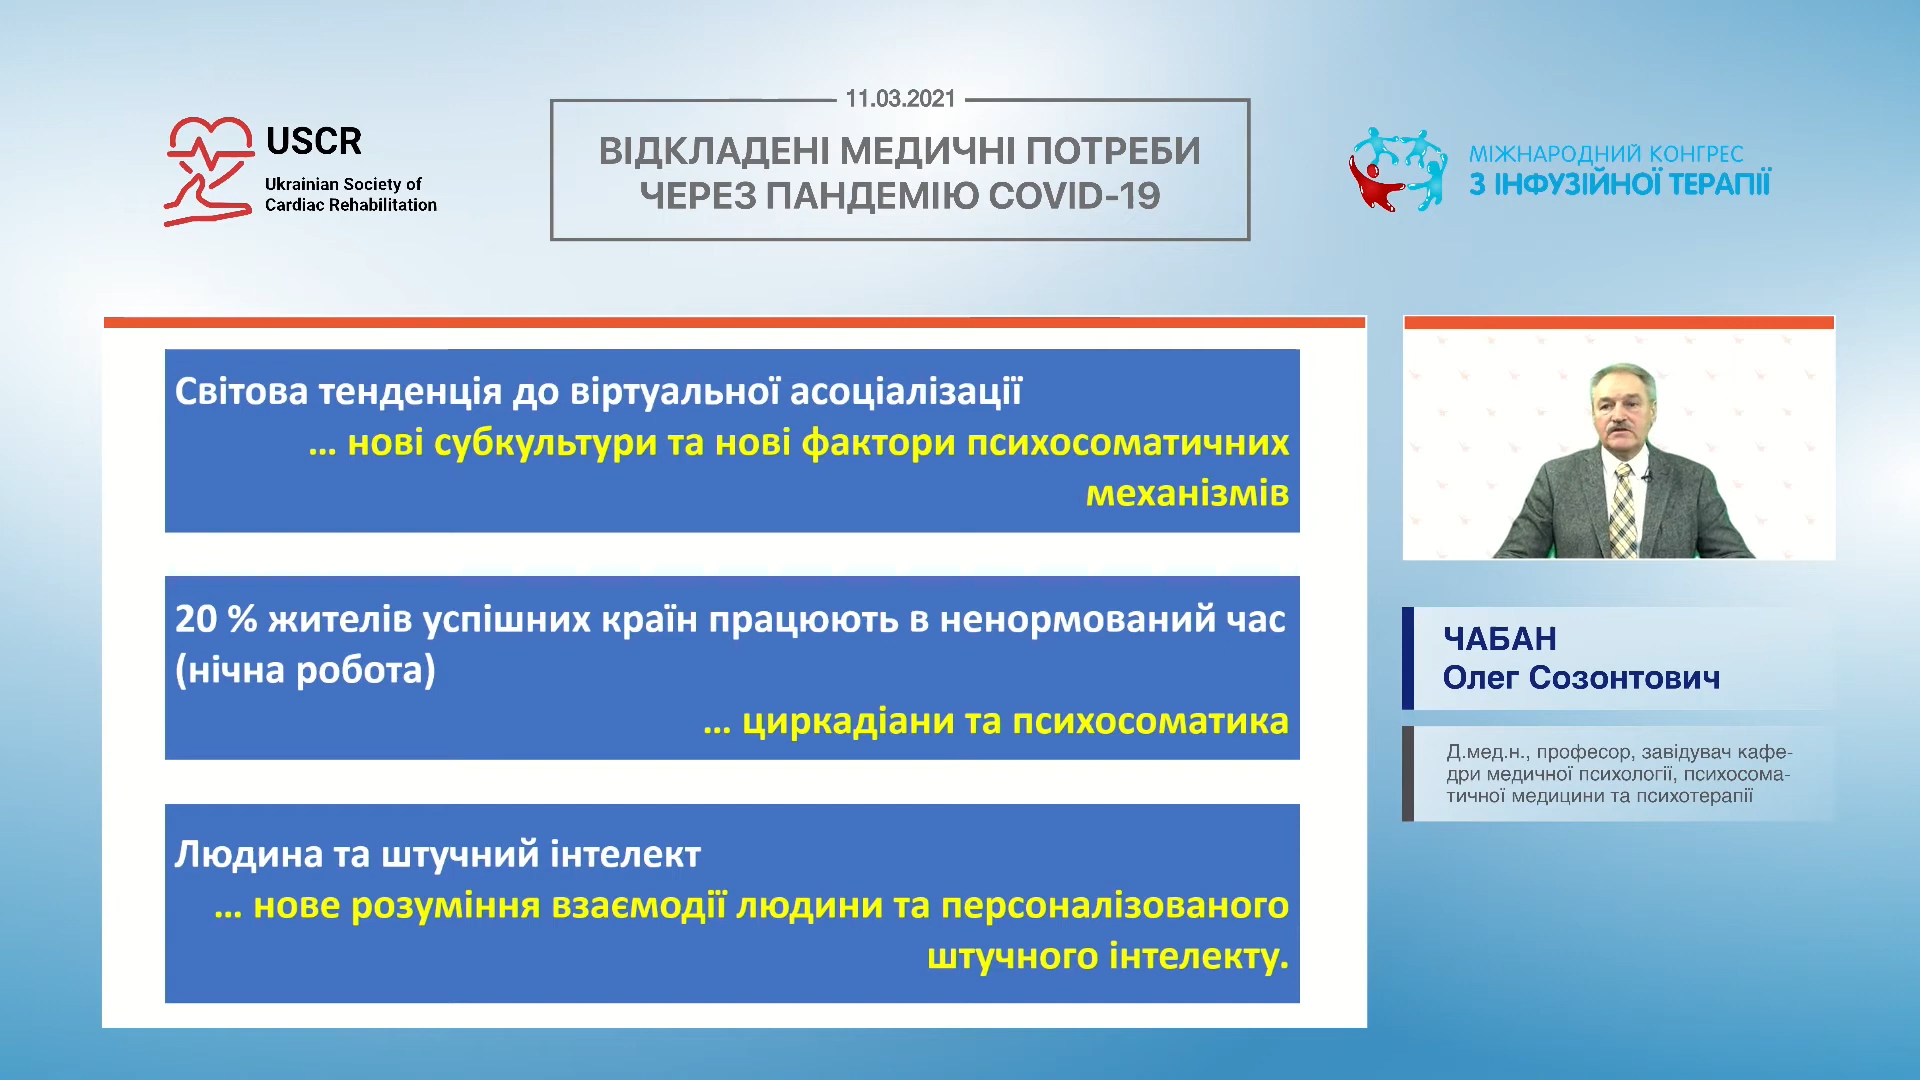 USCR
Ukrainian Society of
Cardiac Rehabilitation
11.03.2021
ВІДКЛАДЕНІ МЕДИЧНІ ПОТРЕБИ
ЧЕРЕЗ ПАНДЕМІЮ COVID-19
МІЖНАРОДНИЙ КОНГРЕС
З ІНФУЗІЙНОЇ ТЕРАПІЇ
Світова тенденція до віртуальної асоціалізації
... нові субкультури та нові фактори психосоматичних
механізмів
20 % жителів успішних країн працюють в ненормований час
(нічна робота)
... циркадіани та психосоматика
Людина та штучний інтелект
... нове розуміння взаємодії людини та персоналізованого
штучного інтелекту.
ЧАБАН
Олег Созонтович
Д.мед.н., професор, завідувач кафе-
дри медичної психології, психосома-
тичної медицини та психотерапії